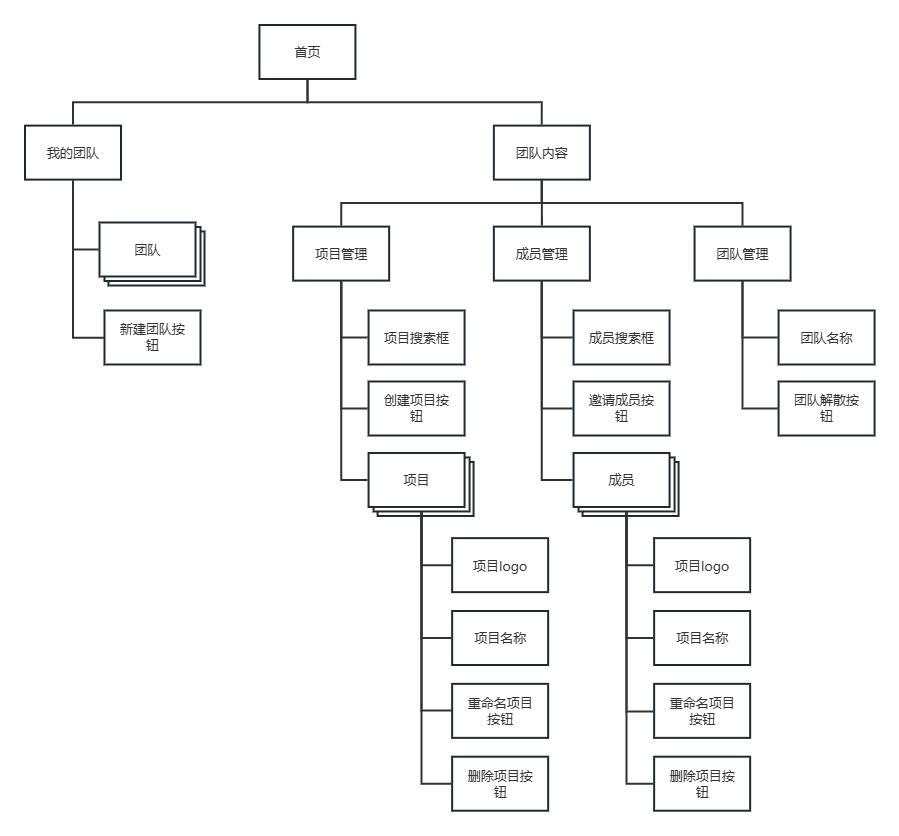 首页
我的团队
团队内容
团队
项目管理
成员管理
团队管理
新建团队按
钮
项目搜索框
成员搜索框
团队名称
创建项目按
钮
邀请成员按
钮
团队解散按
钮
项目
成员
项目logo
项目logo
项目名称
项目名称
重命名项目
按钮
重命名项目
按钮
删除项目按
钮
删除项目按
钮